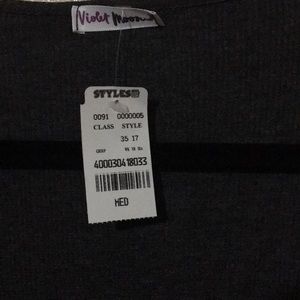 Violet Moon
STYLES
0091 0000005
CLASS STYLE
35 17
400030418033
MED